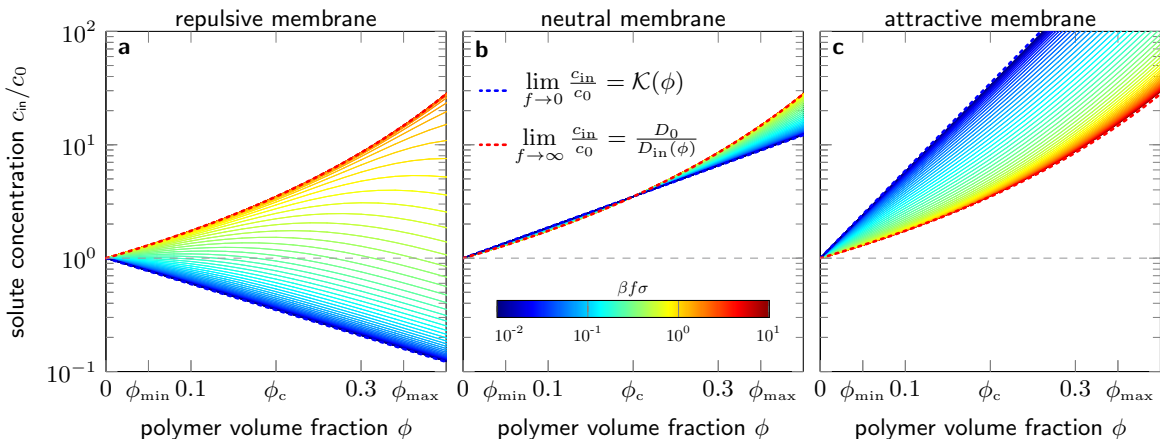 repulsive membrane
neutral membrane
attractive membrane
solute concentration c_in/c_0
10^2
10^1
10^0
10^-1
a
0
ϕ_min
0.1
ϕ_c
0.3
ϕ_max
polymer volume fraction ϕ
b
lim_{f→0} c_in/c_0 = 𝒦(ϕ)
lim_{f→∞} c_in/c_0 = D_0/D_in(ϕ)
βfσ
10^-2
10^-1
10^0
10^1
0
ϕ_min
0.1
ϕ_c
0.3
ϕ_max
polymer volume fraction ϕ
c
0
ϕ_min
0.1
ϕ_c
0.3
ϕ_max
polymer volume fraction ϕ